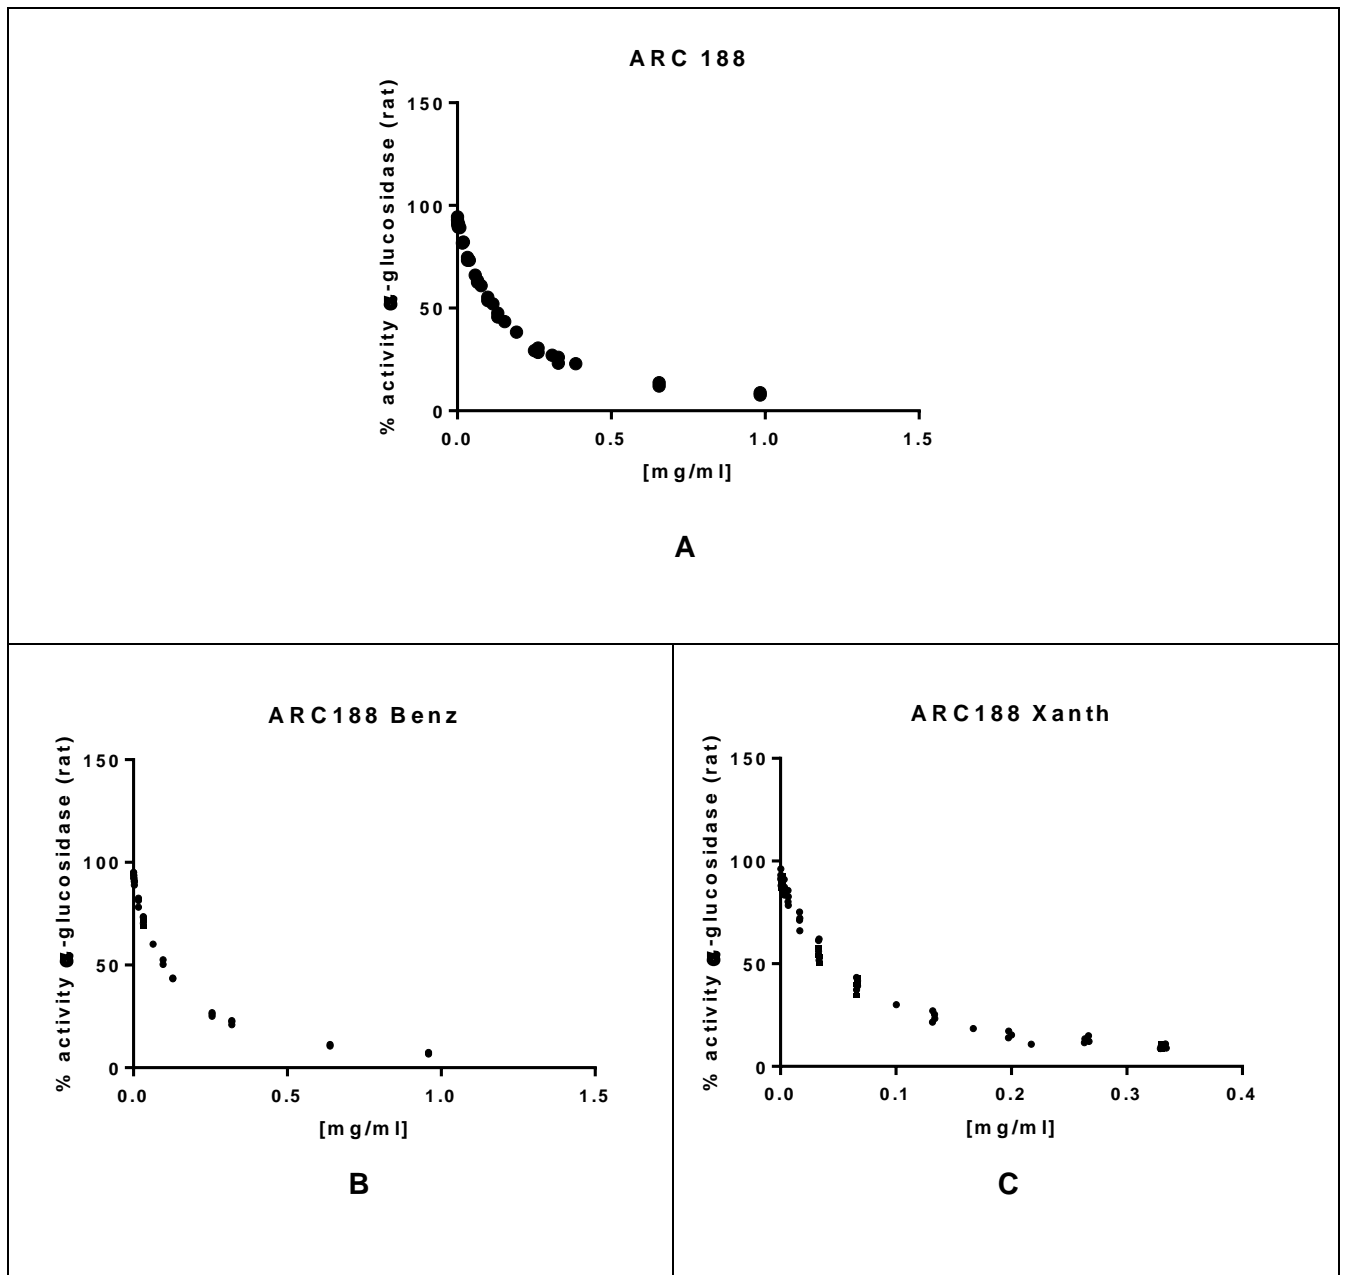 ARC 188
% activity α-glucosidase (rat)
150
100
50
0
0.0 0.5 1.0 1.5
[mg/ml]
A
ARC188 Benz
% activity α-glucosidase (rat)
150
100
50
0
0.0 0.5 1.0 1.5
[mg/ml]
B
ARC188 Xanth
% activity α-glucosidase (rat)
150
100
50
0
0.0 0.1 0.2 0.3 0.4
[mg/ml]
C